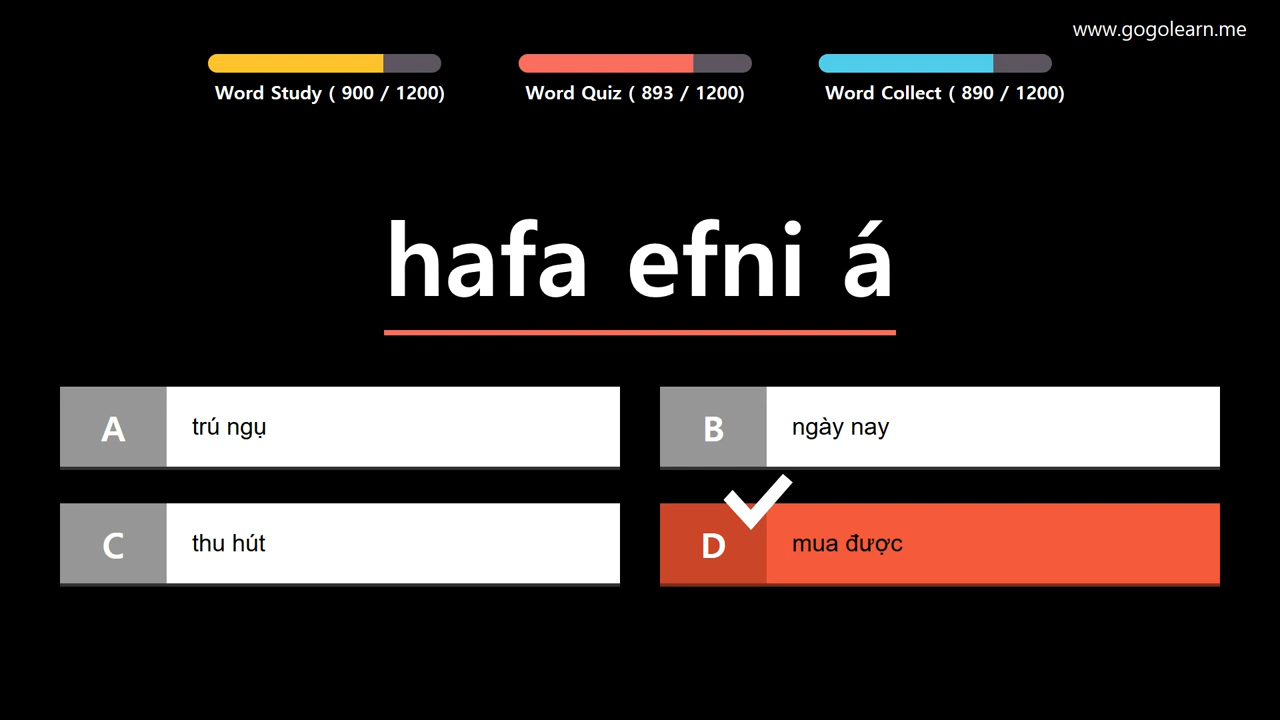 www.gogolearn.me
Word Study ( 900 / 1200)
Word Quiz ( 893 / 1200)
Word Collect ( 890 / 1200)
hafa efni á
A trú ngụ
B ngày nay
C thu hút
D mua được